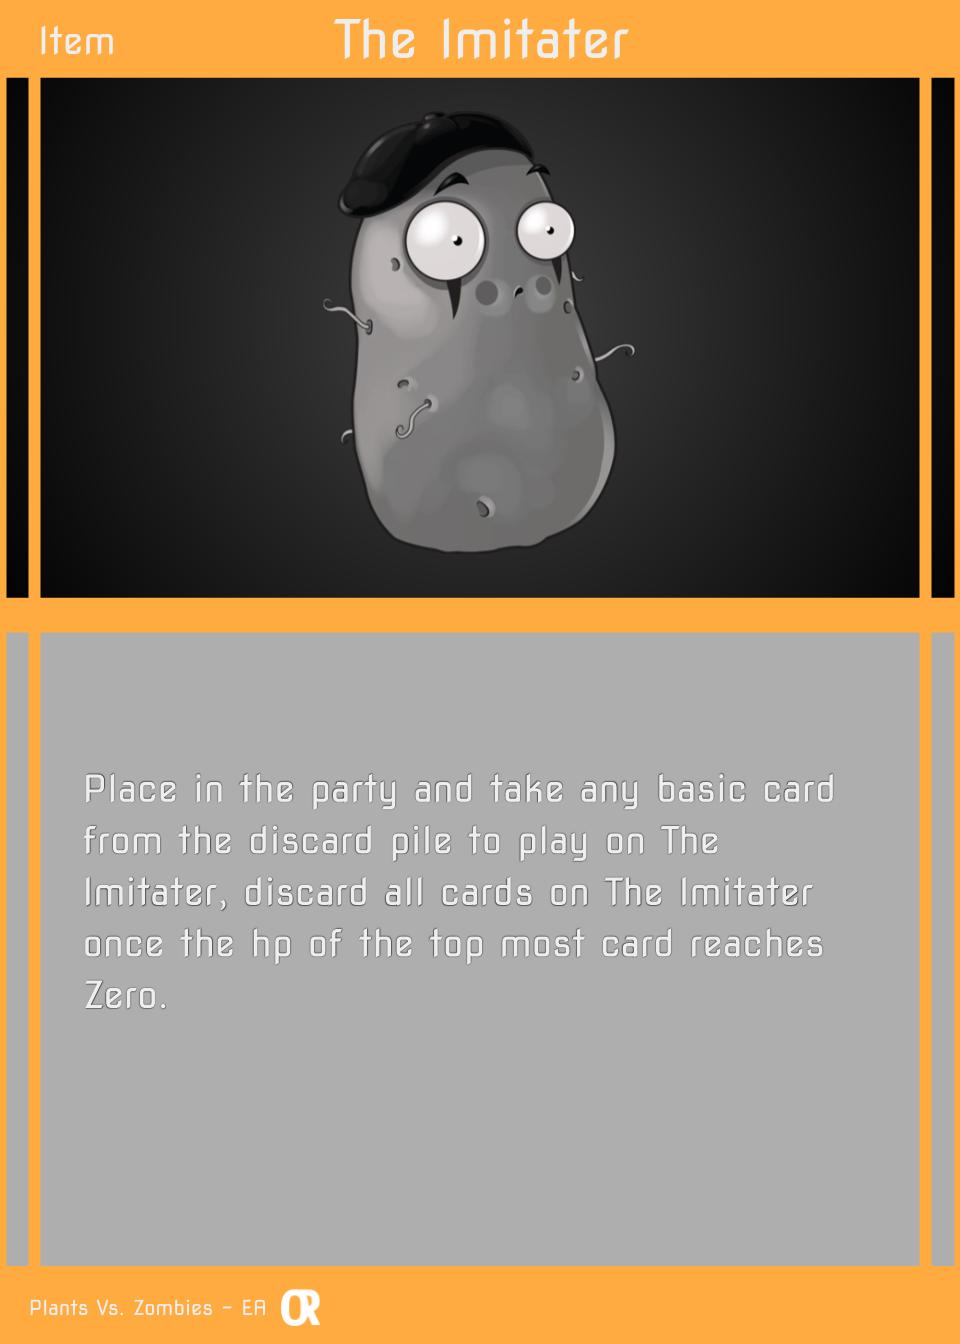 Item
The Imitater
Place in the party and take any basic card
from the discard pile to play on The
Imitater, discard all cards on The Imitater
once the hp of the top most card reaches
Zero.
Plants Vs. Zombies - EA OR